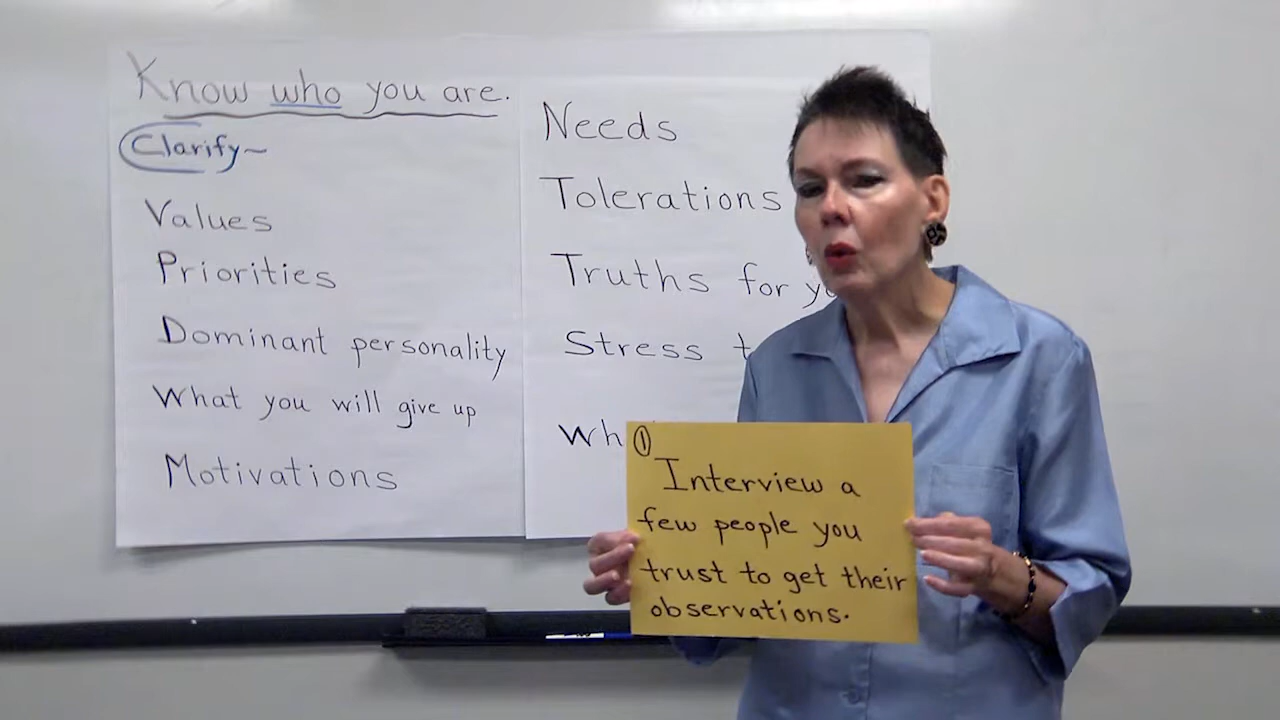 Know who you are.
Clarify~
Values
Priorities
Dominant personality
What you will give up
Motivations
Needs
Tolerations
Truths for
Stress
①
Interview a
few people you
trust to get their
observations.